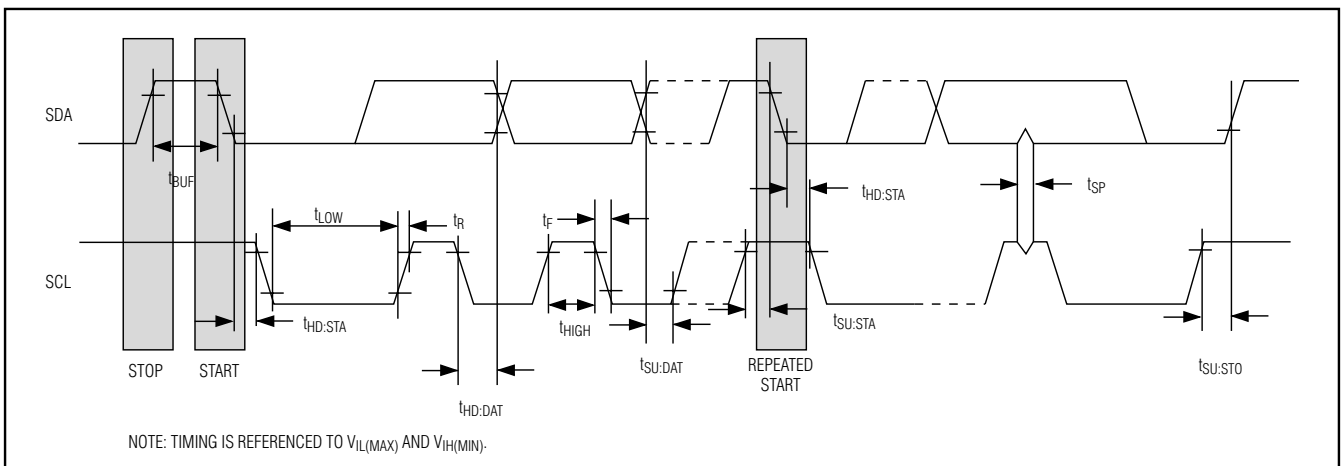 SDA
tBUF
tLOW
tR
tF
tHD:STA
tSP
SCL
tHD:STA
tHIGH
tSU:STA
tSU:DAT
tSU:STO
STOP
START
REPEATED
START
tHD:DAT
NOTE: TIMING IS REFERENCED TO VIL(MAX) AND VIH(MIN).